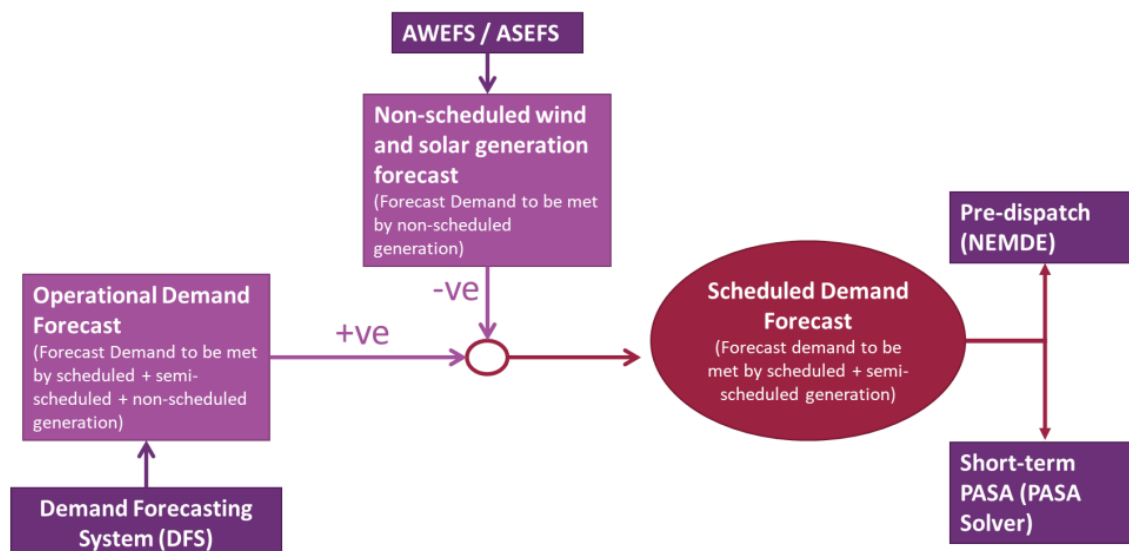 AWEFS / ASEFS
Non-scheduled wind
and solar generation
forecast
(Forecast Demand to be met
by non-scheduled
generation)
-ve
Operational Demand
Forecast
(Forecast Demand to be met
by scheduled + semi-
scheduled + non-scheduled
generation)
+ve
Demand Forecasting
System (DFS)
Scheduled Demand
Forecast
(Forecast demand to be
met by scheduled + semi-
scheduled generation)
Pre-dispatch
(NEMDE)
Short-term
PASA (PASA
Solver)